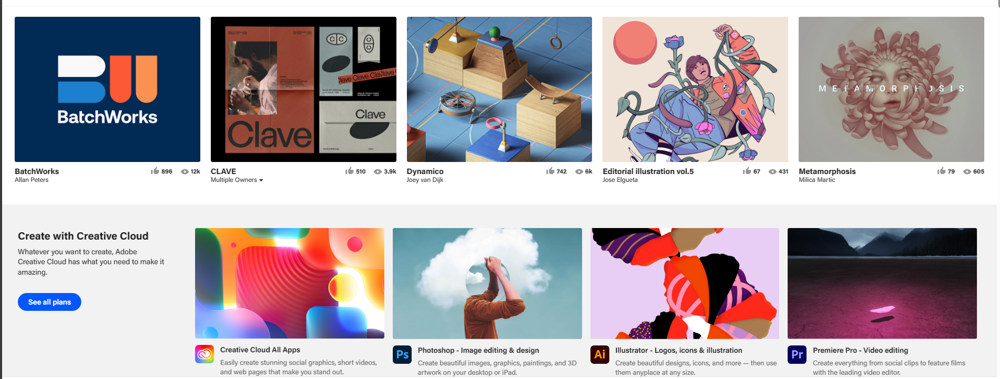 BatchWorks
Clave
CIC
CIC
Clave Clave Clave
MADE BY SPECIAL HANDS
Clave
METAMORPHOSIS
BatchWorks
896
12k
Allan Peters
CLAVE
510
3.9k
Multiple Owners
Dynamico
742
6k
Joey van Dijk
Editorial illustration vol.5
67
431
Jose Elgueta
Metamorphosis
79
605
Milica Martic
Create with Creative Cloud
Whatever you want to create, Adobe
Creative Cloud has what you need to make it
amazing.
See all plans
Creative Cloud All Apps
Easily create stunning social graphics, short videos,
and web pages that make you stand out.
Ps
Photoshop - Image editing & design
Create beautiful images, graphics, paintings, and 3D
artwork on your desktop or iPad.
Ai
Illustrator - Logos, icons & illustration
Create beautiful designs, icons, and more — then use
them anyplace at any size.
Pr
Premiere Pro - Video editing
Create everything from social clips to feature films
with the leading video editor.